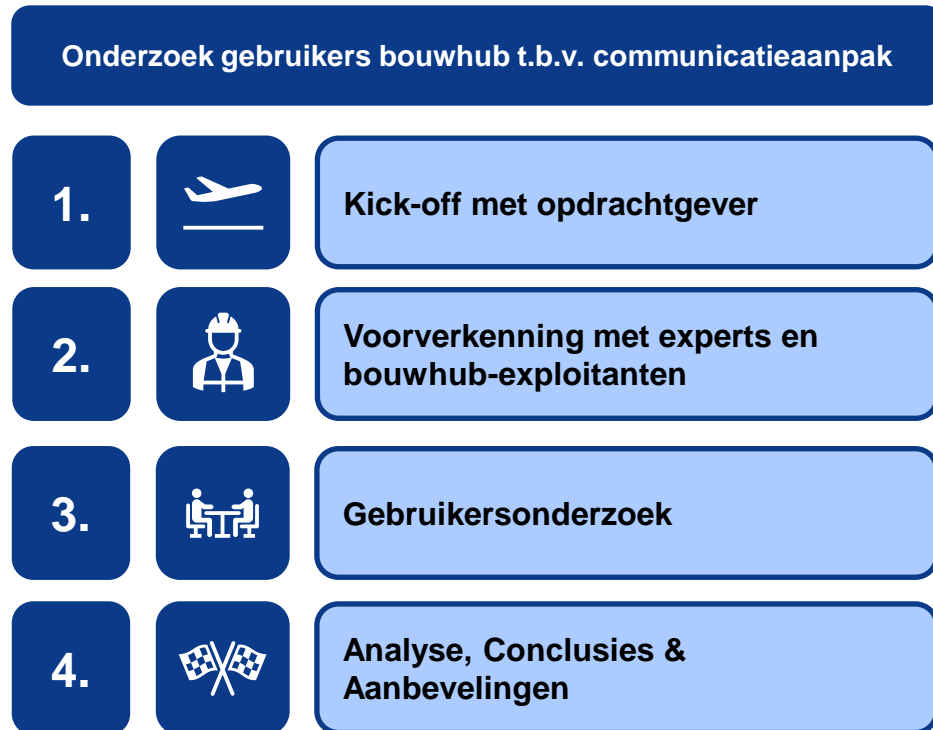 Onderzoek gebruikers bouwhub t.b.v. communicatieaanpak
1.
Kick-off met opdrachtgever
2.
Voorverkenning met experts en
bouwhub-exploitanten
3.
Gebruikersonderzoek
4.
Analyse, Conclusies &
Aanbevelingen